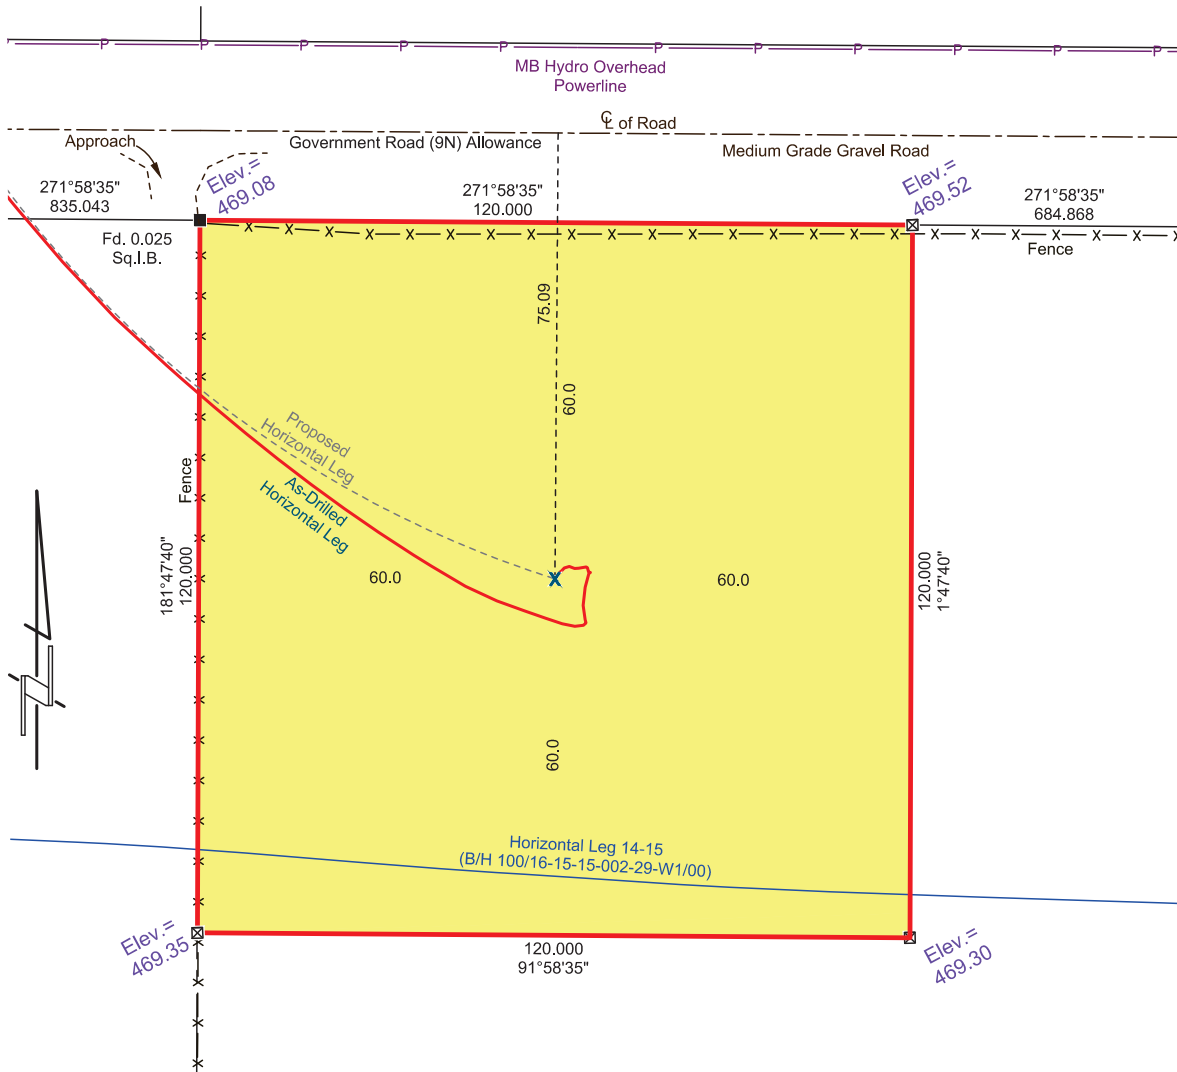 P P P P P P P P P P
MB Hydro Overhead
Powerline
℄ of Road
Approach
Government Road (9N) Allowance
Medium Grade Gravel Road
271°58'35"
835.043
Elev.=
469.08
271°58'35"
120.000
Elev.=
469.52
271°58'35"
684.868
Fd. 0.025
Sq.I.B.
Fence
75.09
60.0
Proposed
Horizontal Leg
As-Drilled
Horizontal Leg
Fence
181°47'40"
120.000
60.0
60.0
120.000
1°47'40"
N
60.0
Horizontal Leg 14-15
(B/H 100/16-15-15-002-29-W1/00)
Elev.=
469.35
120.000
91°58'35"
Elev.=
469.30